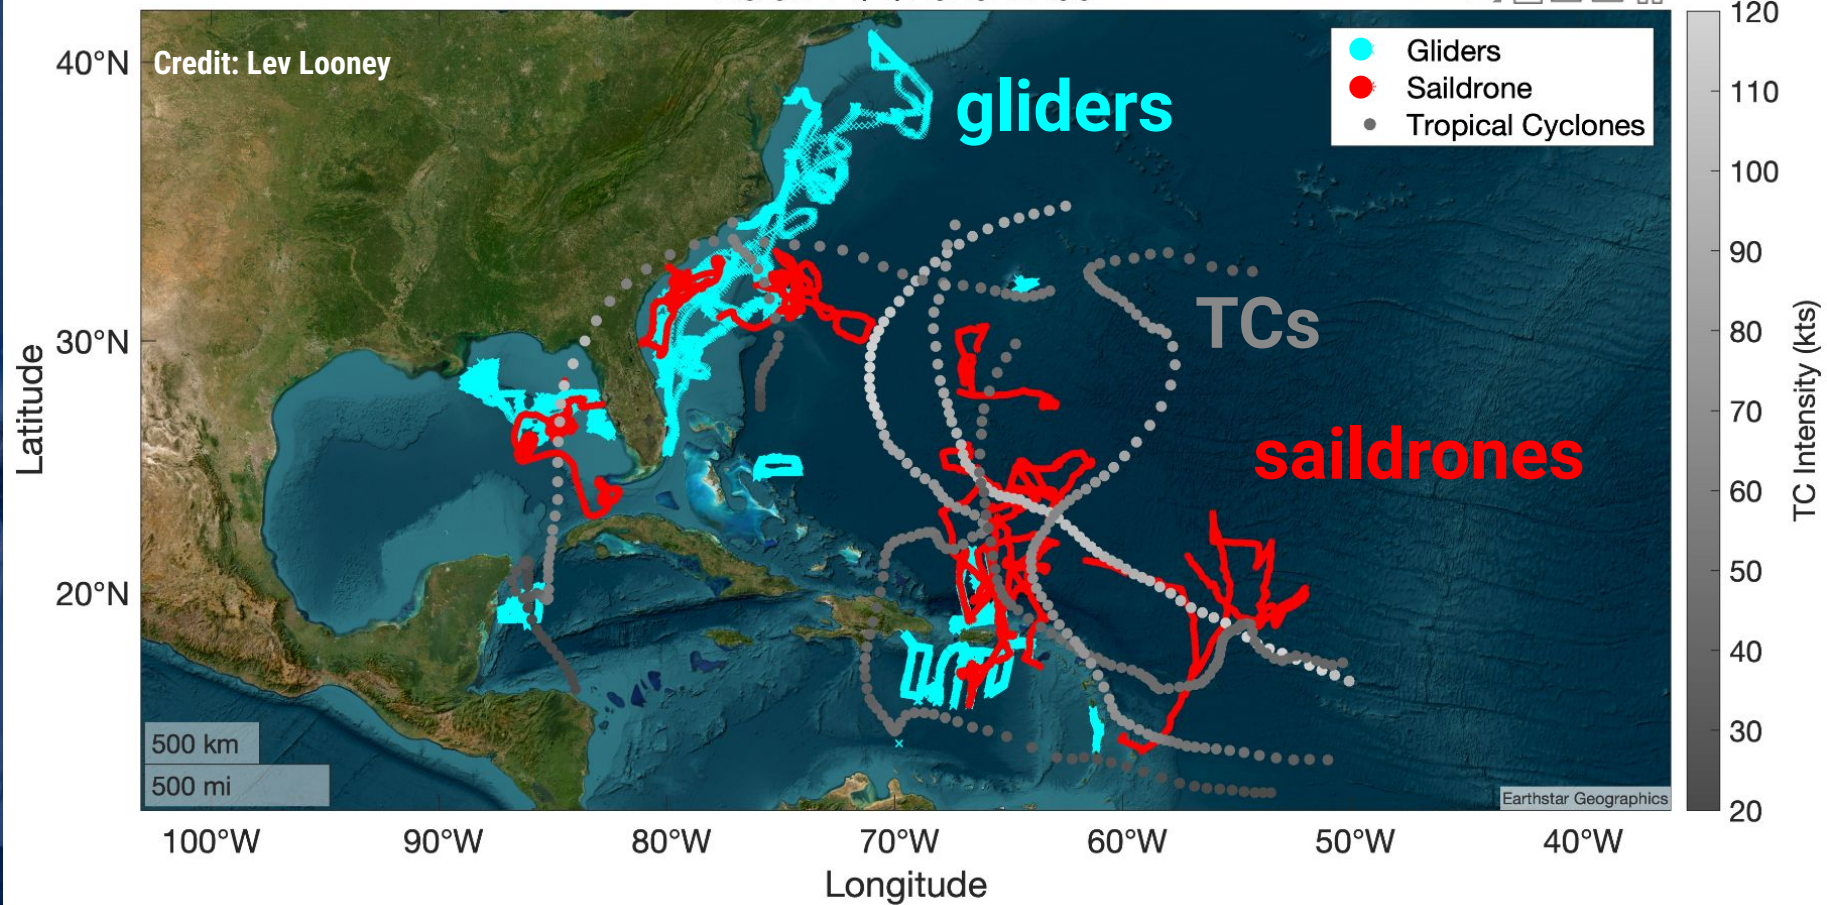 Credit: Lev Looney
Gliders
Saildrone
Tropical Cyclones
gliders
TCs
saildrones
40°N
30°N
20°N
Latitude
500 km
500 mi
Earthstar Geographics
100°W
90°W
80°W
70°W
60°W
50°W
40°W
Longitude
120
110
100
90
80
70
60
50
40
30
20
TC Intensity (kts)